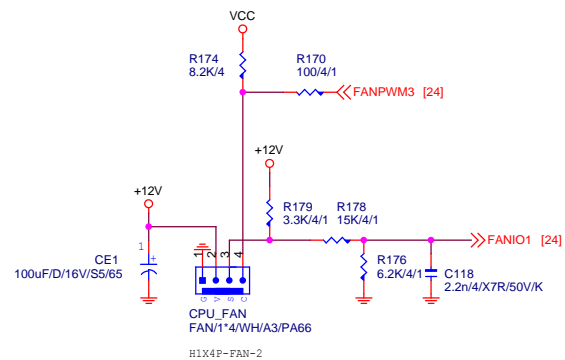 VCC
R174
8.2K/4
R170
100/4/1
FANPWM3 [24]
+12V
+12V
R179
3.3K/4/1
R178
15K/4/1
FANIO1 [24]
1
+
CE1
100uF/D/16V/S5/65
1
2
3
4
G
V
S
C
R176
6.2K/4/1
C118
2.2n/4/X7R/50V/K
CPU_FAN
FAN/1*4/WH/A3/PA66
H1X4P-FAN-2